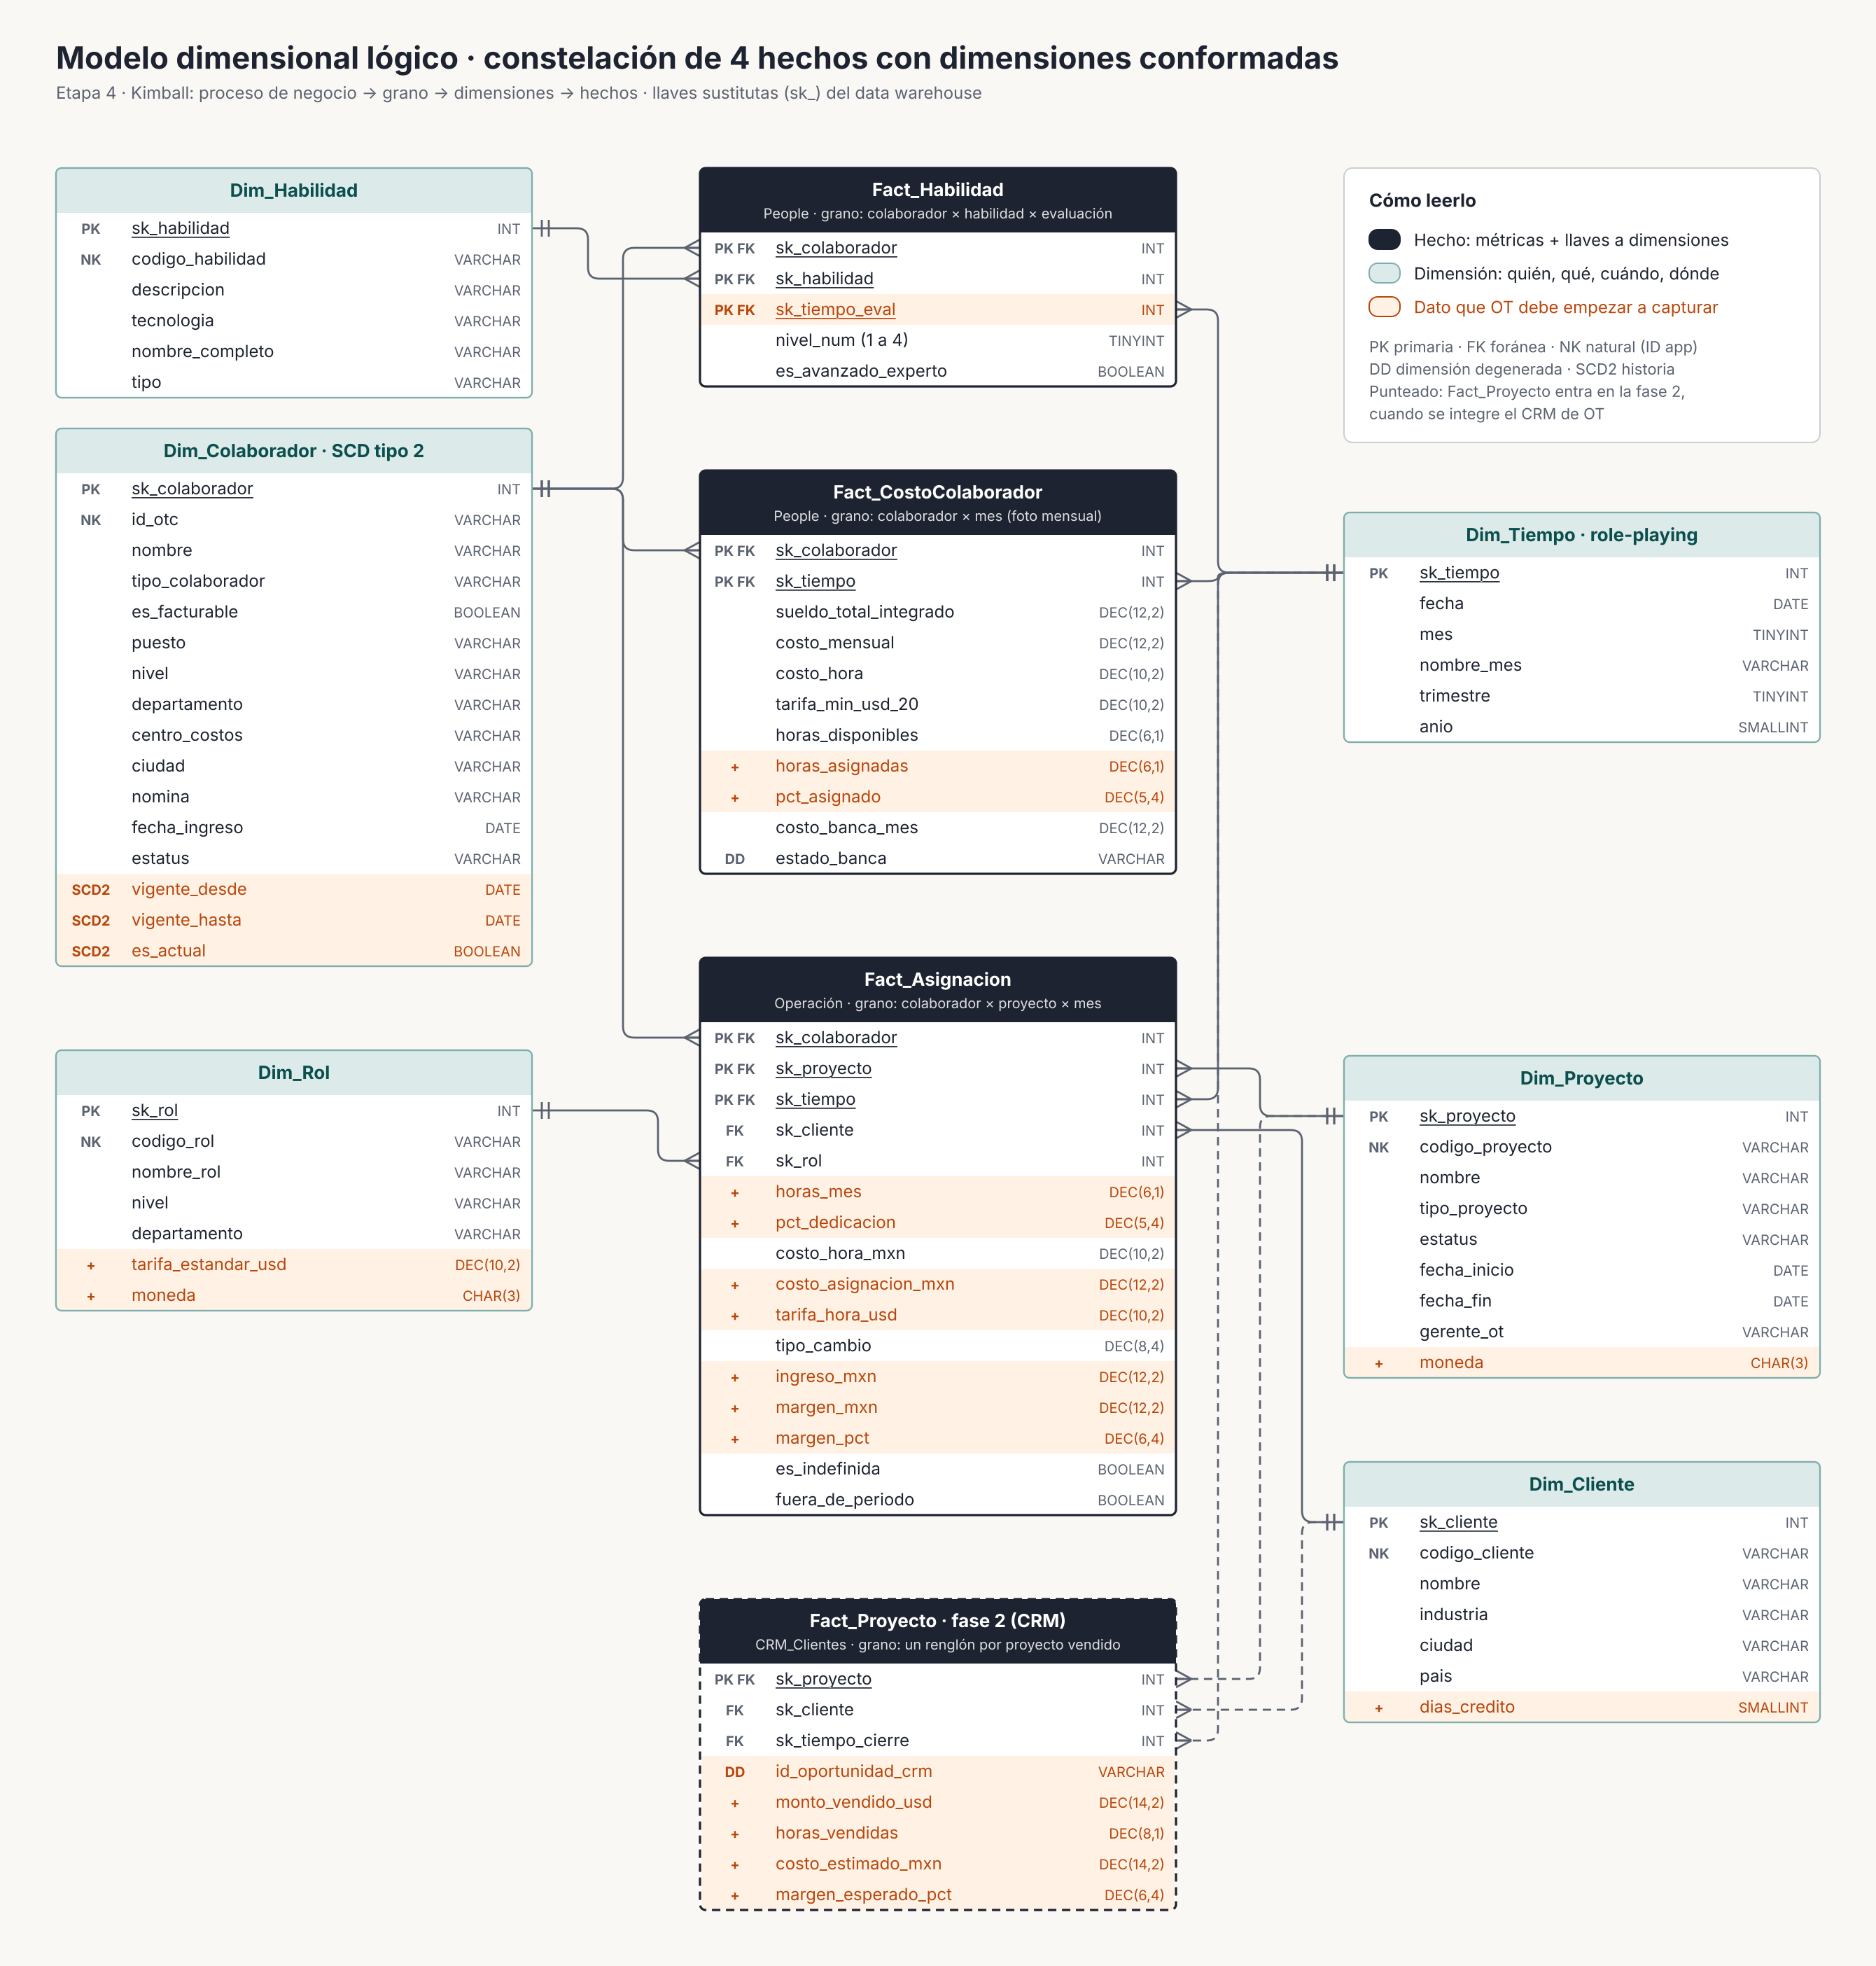 Modelo dimensional lógico · constelación de 4 hechos con dimensiones conformadas
Etapa 4 · Kimball: proceso de negocio → grano → dimensiones → hechos · llaves sustitutas (sk_) del data warehouse
Dim_Habilidad
PK sk_habilidad INT
NK codigo_habilidad VARCHAR
descripcion VARCHAR
tecnologia VARCHAR
nombre_completo VARCHAR
tipo VARCHAR
Dim_Colaborador · SCD tipo 2
PK sk_colaborador INT
NK id_otc VARCHAR
nombre VARCHAR
tipo_colaborador VARCHAR
es_facturable BOOLEAN
puesto VARCHAR
nivel VARCHAR
departamento VARCHAR
centro_costos VARCHAR
ciudad VARCHAR
nomina VARCHAR
fecha_ingreso DATE
estatus VARCHAR
SCD2 vigente_desde DATE
SCD2 vigente_hasta DATE
SCD2 es_actual BOOLEAN
Dim_Rol
PK sk_rol INT
NK codigo_rol VARCHAR
nombre_rol VARCHAR
nivel VARCHAR
departamento VARCHAR
+ tarifa_estandar_usd DEC(10,2)
+ moneda CHAR(3)
Fact_Habilidad
People · grano: colaborador × habilidad × evaluación
PK FK sk_colaborador INT
PK FK sk_habilidad INT
PK FK sk_tiempo_eval INT
nivel_num (1 a 4) TINYINT
es_avanzado_experto BOOLEAN
Fact_CostoColaborador
People · grano: colaborador × mes (foto mensual)
PK FK sk_colaborador INT
PK FK sk_tiempo INT
sueldo_total_integrado DEC(12,2)
costo_mensual DEC(12,2)
costo_hora DEC(10,2)
tarifa_min_usd_20 DEC(10,2)
horas_disponibles DEC(6,1)
+ horas_asignadas DEC(6,1)
+ pct_asignado DEC(5,4)
costo_banca_mes DEC(12,2)
DD estado_banca VARCHAR
Fact_Asignacion
Operación · grano: colaborador × proyecto × mes
PK FK sk_colaborador INT
PK FK sk_proyecto INT
PK FK sk_tiempo INT
FK sk_cliente INT
FK sk_rol INT
+ horas_mes DEC(6,1)
+ pct_dedicacion DEC(5,4)
costo_hora_mxn DEC(10,2)
+ costo_asignacion_mxn DEC(12,2)
+ tarifa_hora_usd DEC(10,2)
tipo_cambio DEC(8,4)
+ ingreso_mxn DEC(12,2)
+ margen_mxn DEC(12,2)
+ margen_pct DEC(6,4)
es_indefinida BOOLEAN
fuera_de_periodo BOOLEAN
Fact_Proyecto · fase 2 (CRM)
CRM_Clientes · grano: un renglón por proyecto vendido
PK FK sk_proyecto INT
FK sk_cliente INT
FK sk_tiempo_cierre INT
DD id_oportunidad_crm VARCHAR
+ monto_vendido_usd DEC(14,2)
+ horas_vendidas DEC(8,1)
+ costo_estimado_mxn DEC(14,2)
+ margen_esperado_pct DEC(6,4)
Cómo leerlo
Hecho: métricas + llaves a dimensiones
Dimensión: quién, qué, cuándo, dónde
Dato que OT debe empezar a capturar
PK primaria · FK foránea · NK natural (ID app)
DD dimensión degenerada · SCD2 historia
Punteado: Fact_Proyecto entra en la fase 2,
cuando se integre el CRM de OT
Dim_Tiempo · role-playing
PK sk_tiempo INT
fecha DATE
mes TINYINT
nombre_mes VARCHAR
trimestre TINYINT
anio SMALLINT
Dim_Proyecto
PK sk_proyecto INT
NK codigo_proyecto VARCHAR
nombre VARCHAR
tipo_proyecto VARCHAR
estatus VARCHAR
fecha_inicio DATE
fecha_fin DATE
gerente_ot VARCHAR
+ moneda CHAR(3)
Dim_Cliente
PK sk_cliente INT
NK codigo_cliente VARCHAR
nombre VARCHAR
industria VARCHAR
ciudad VARCHAR
pais VARCHAR
+ dias_credito SMALLINT